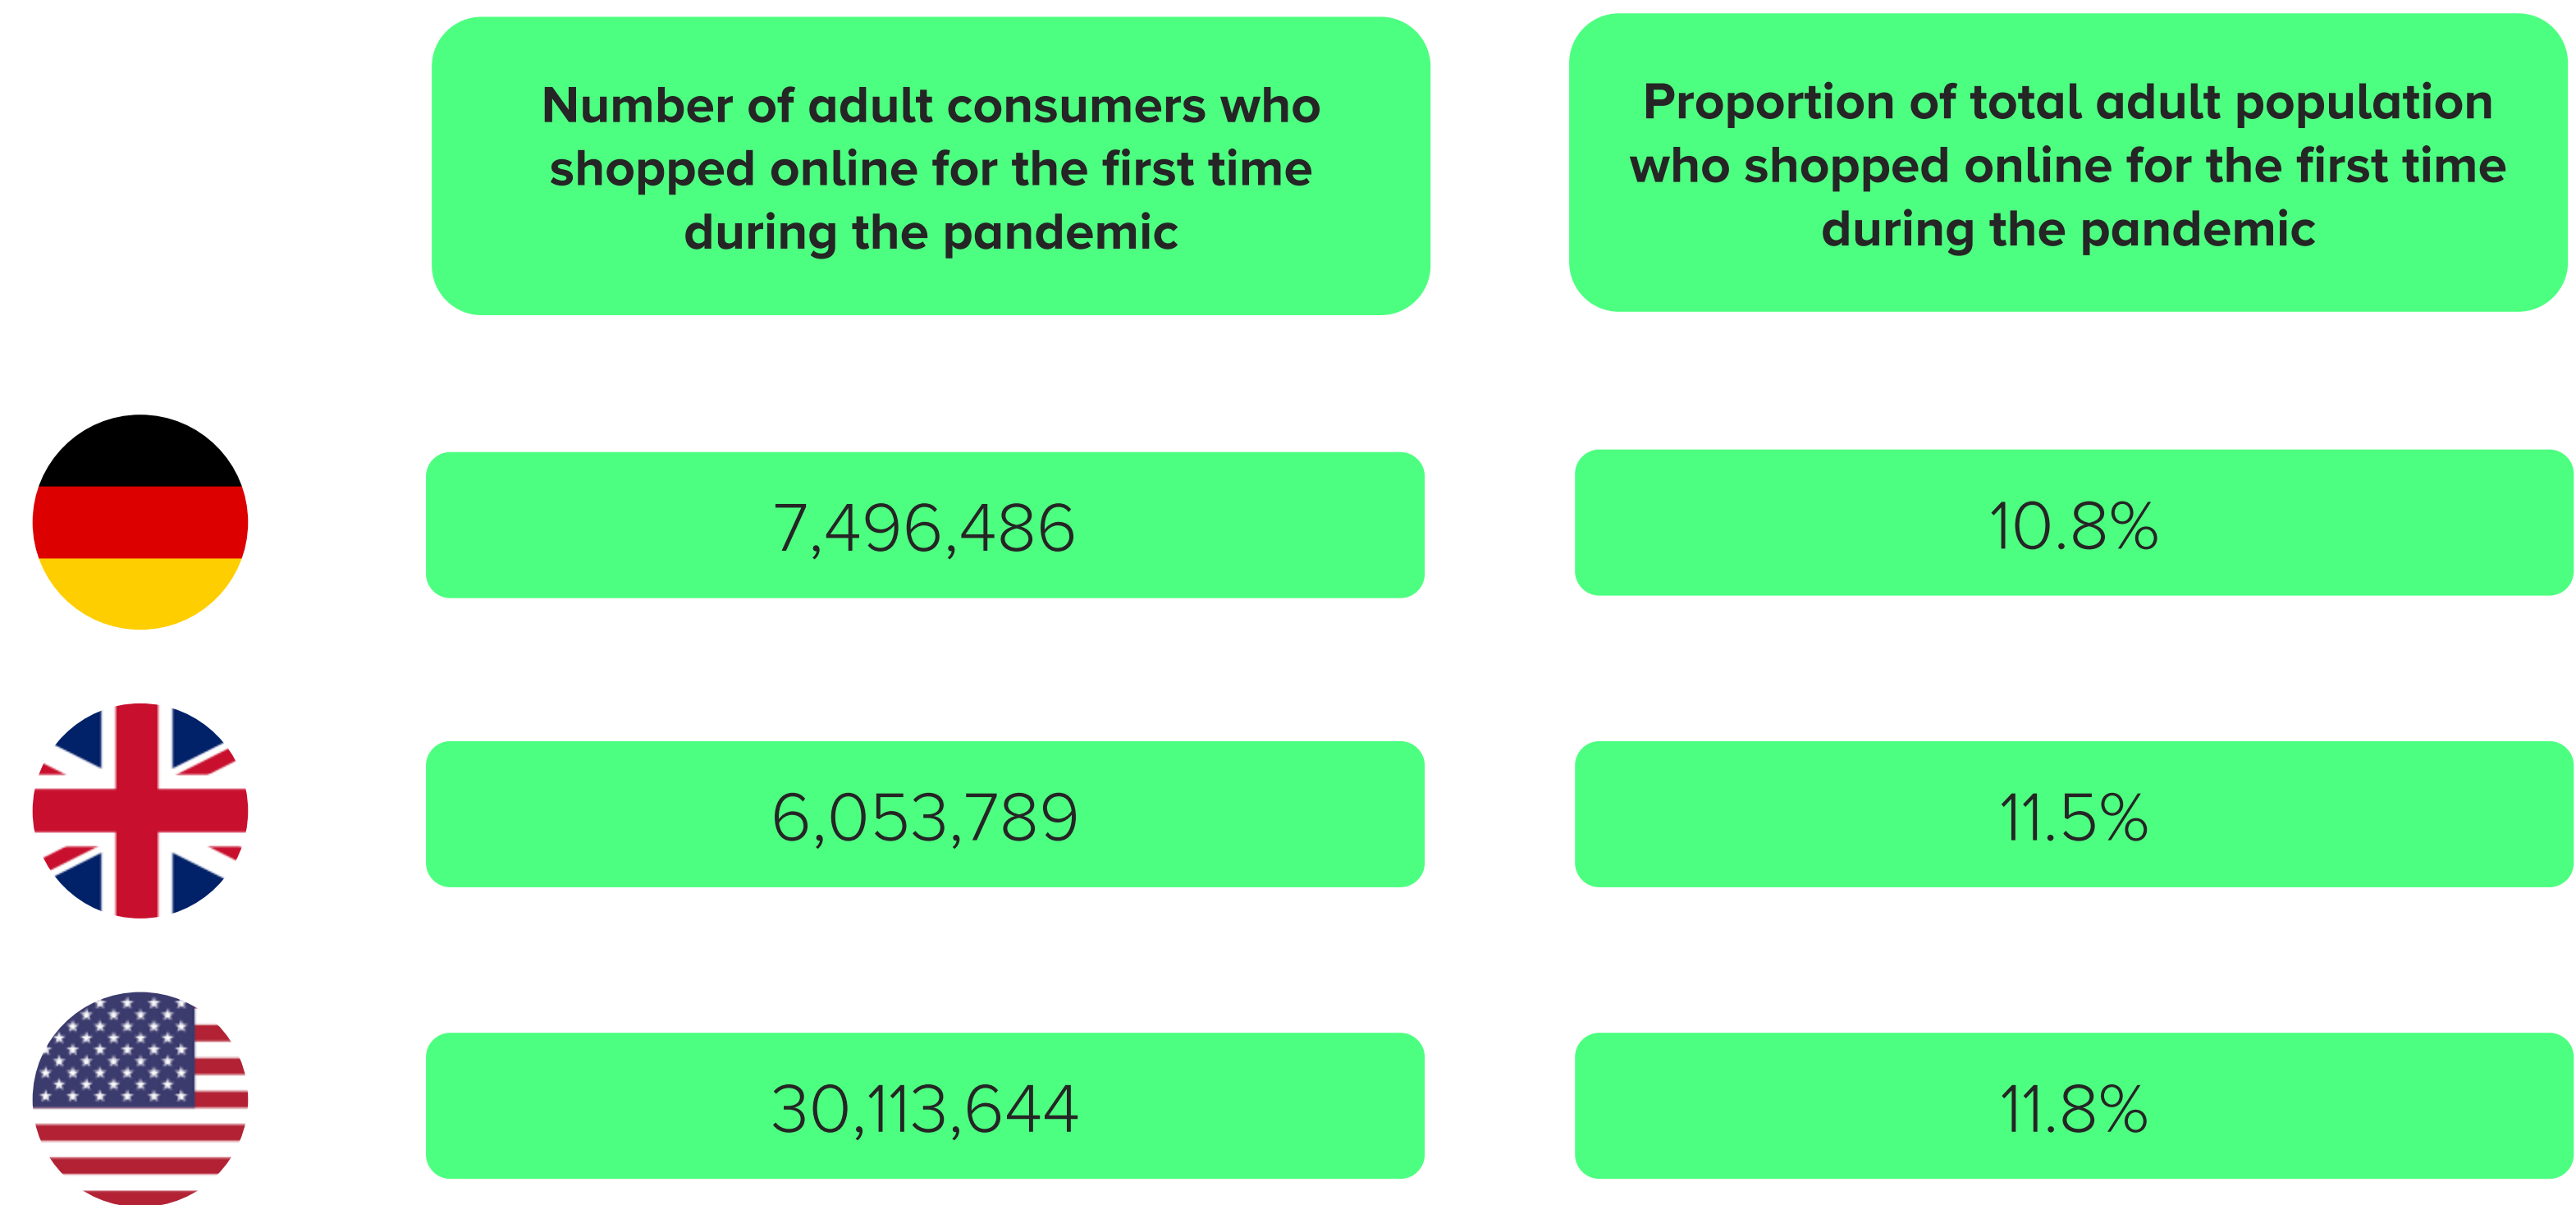 Number of adult consumers who
shopped online for the first time
during the pandemic
Proportion of total adult population
who shopped online for the first time
during the pandemic
7,496,486
10.8%
6,053,789
11.5%
30,113,644
11.8%